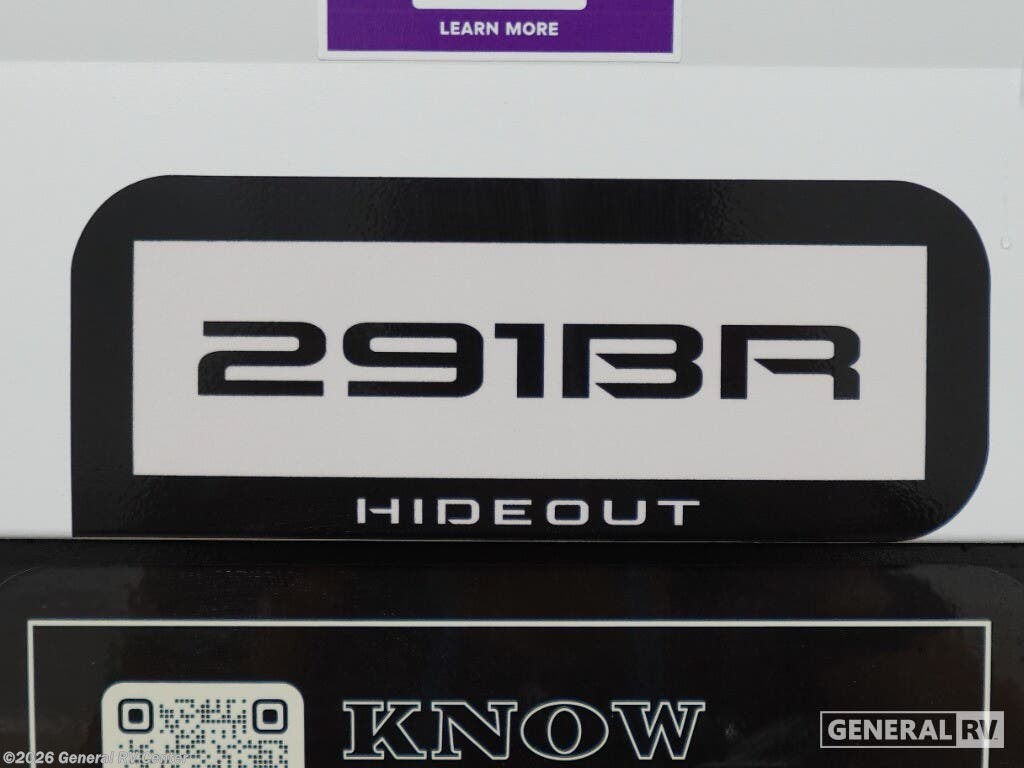 LEARN MORE
291BR
HIDEOUT
KNOW
GENERAL RV
©2026 General RV Center